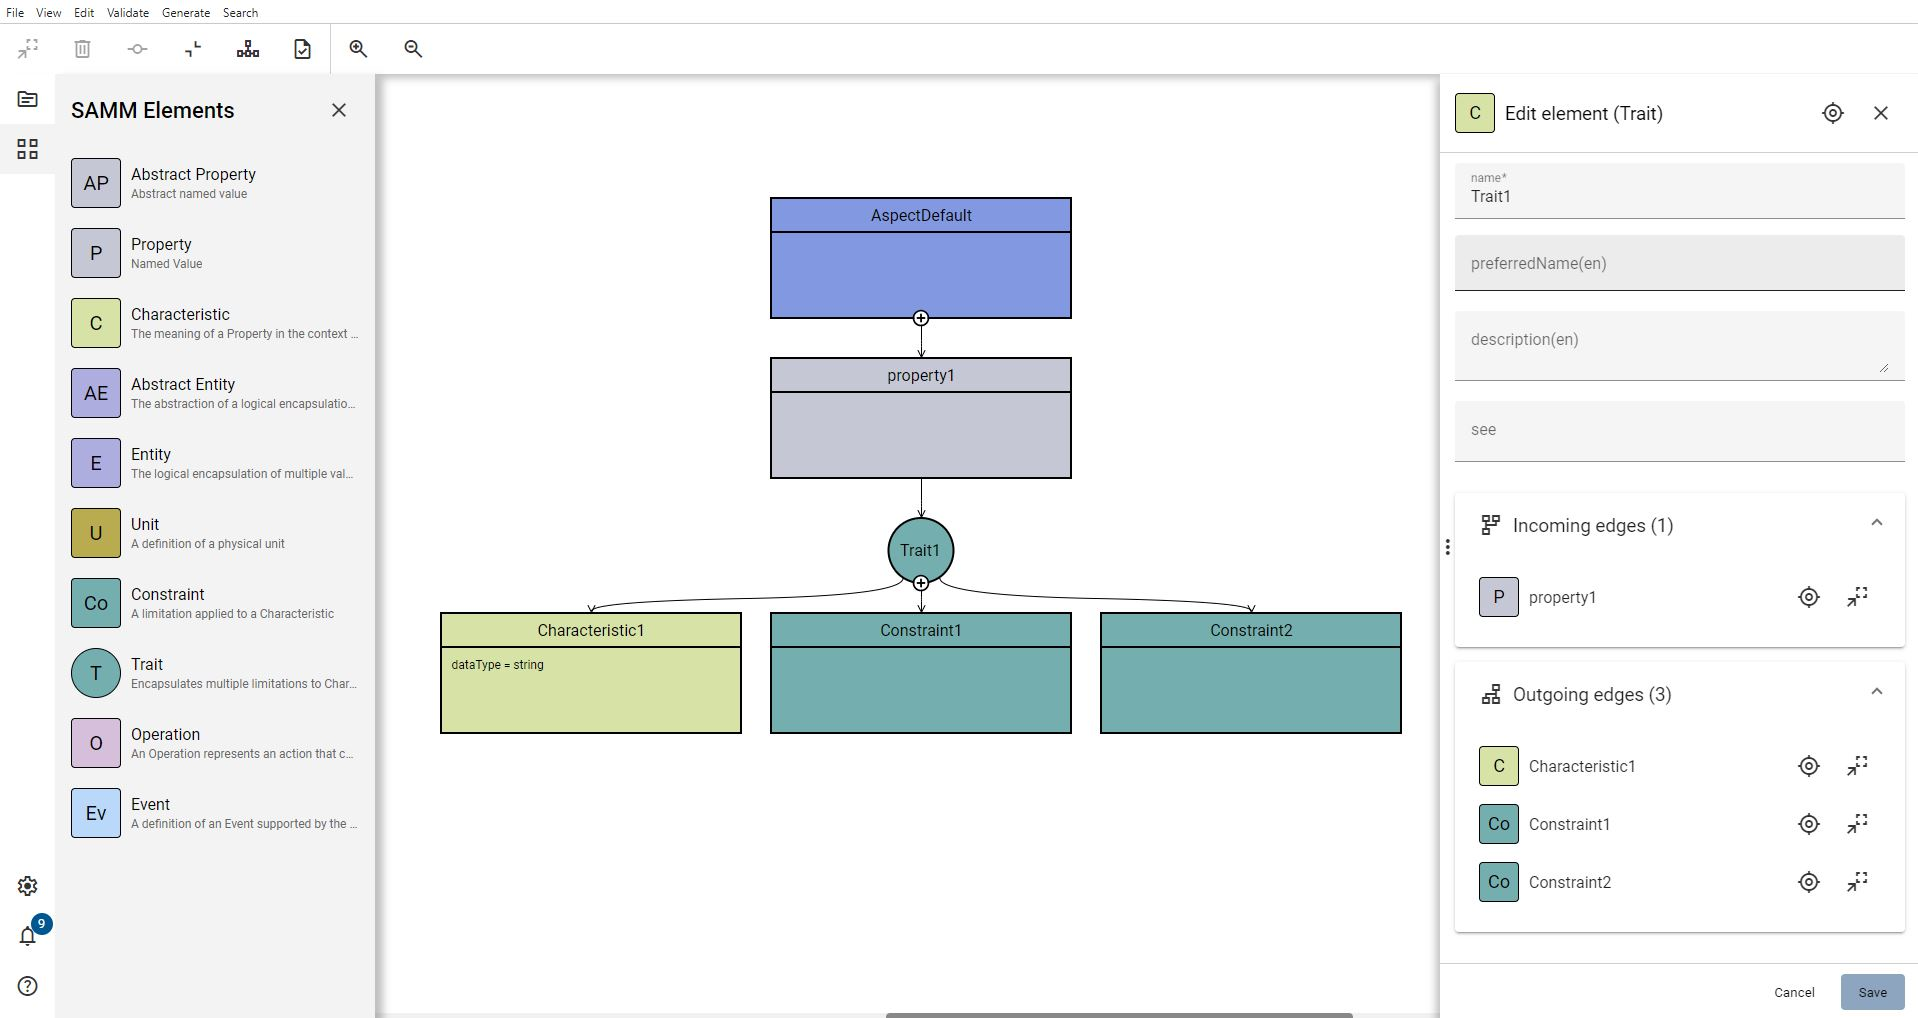 File View Edit Validate Generate Search
SAMM Elements
AP
Abstract Property
Abstract named value
P
Property
Named Value
C
Characteristic
The meaning of a Property in the context ...
AE
Abstract Entity
The abstraction of a logical encapsulatio...
E
Entity
The logical encapsulation of multiple val...
U
Unit
A definition of a physical unit
Co
Constraint
A limitation applied to a Characteristic
T
Trait
Encapsulates multiple limitations to Char...
O
Operation
An Operation represents an action that c...
Ev
Event
A definition of an Event supported by the ...
9
AspectDefault
property1
Trait1
Characteristic1
dataType = string
Constraint1
Constraint2
C
Edit element (Trait)
name*
Trait1
preferredName(en)
description(en)
see
Incoming edges (1)
P property1
Outgoing edges (3)
C Characteristic1
Co Constraint1
Co Constraint2
Cancel Save